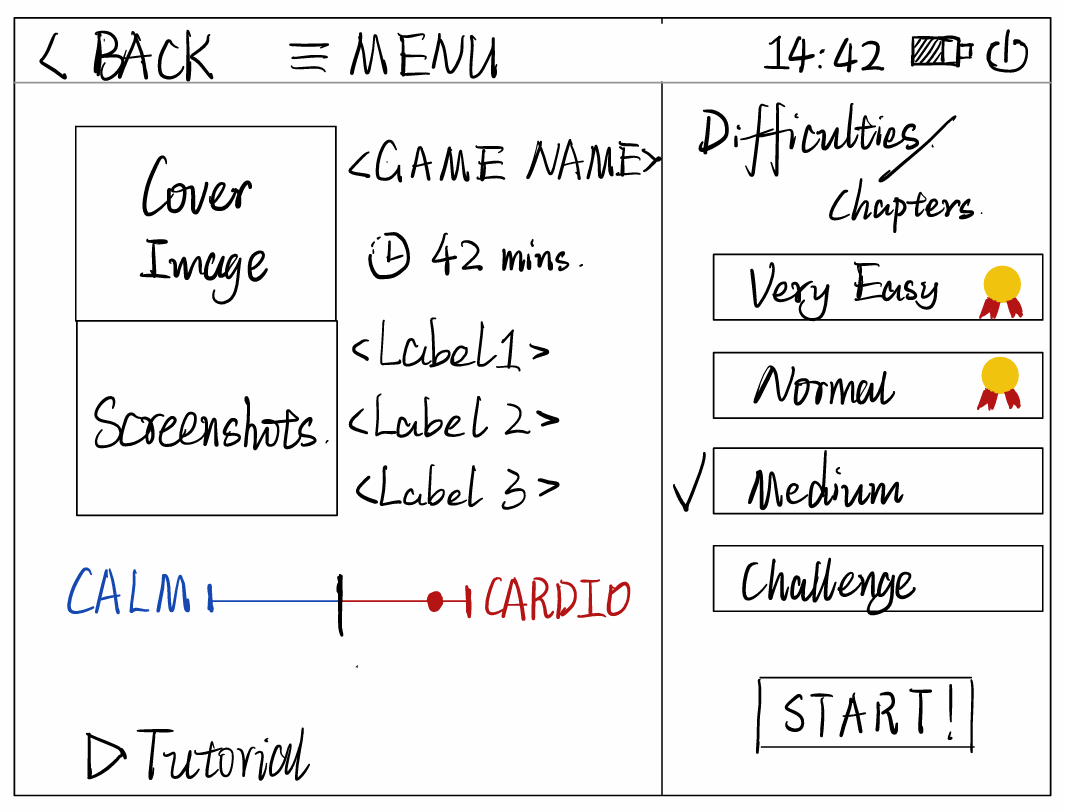 < BACK ≡ MENU 14:42
Cover
Image
<GAME NAME>
42 mins.
Screenshots.
<Label1>
<Label 2>
<Label 3>
CALM CARDIO
Tutorial
Difficulties/
Chapters.
Very Easy
Normal
Medium
Challenge
START!